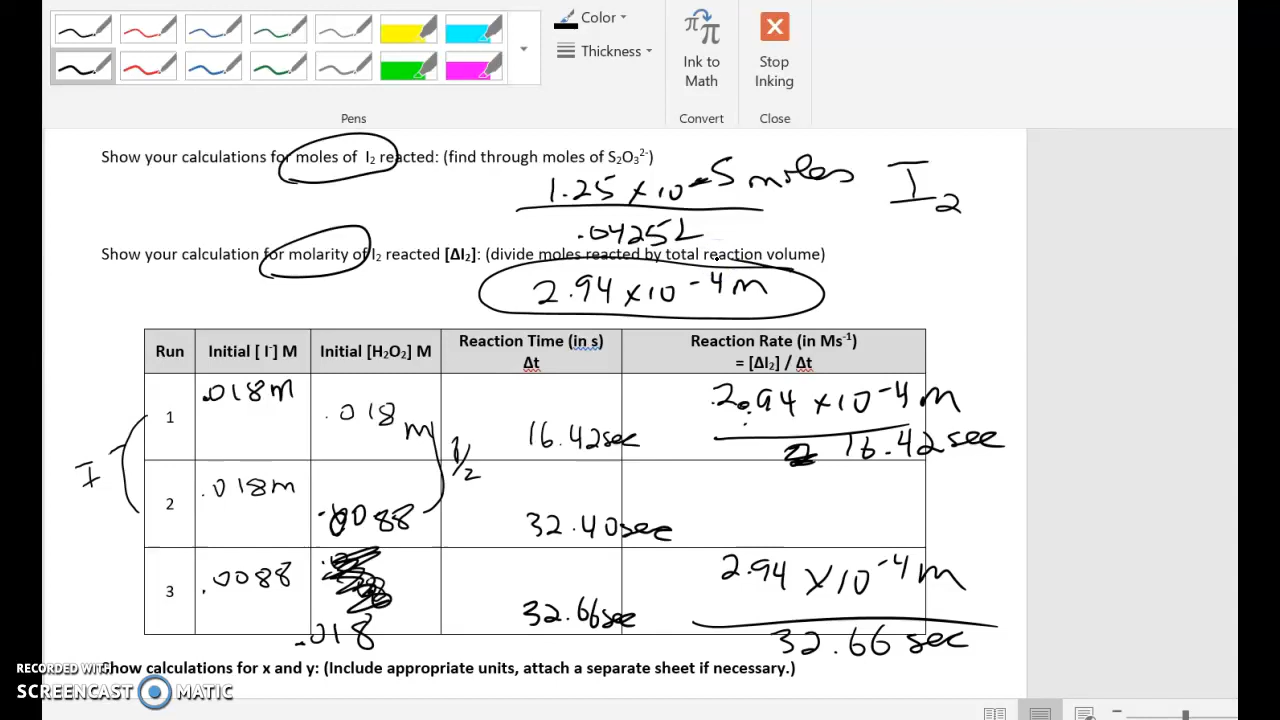 Color
Thickness
Ink to Math
Stop Inking
Pens
Convert
Close
Show your calculations for moles of I₂ reacted: (find through moles of S₂O₃²⁻)
1.25 x 10 -5 moles I₂
.0425L
Show your calculation for molarity of I₂ reacted [ΔI₂]: (divide moles reacted by total reaction volume)
2.94 x 10⁻⁴ m
Run
Initial [ I⁻] M
Initial [H₂O₂] M
Reaction Time (in s)
Δt
Reaction Rate (in Ms⁻¹)
= [ΔI₂] / Δt
1
.018m
.018 m
16.42sec
2.94 x 10⁻⁴ m
16.42sec
I
1/2
2
.018m
.0088
32.40sec
3
.0088
.018
32.66sec
2.94 x 10⁻⁴ m
32.66 sec
Show calculations for x and y: (Include appropriate units, attach a separate sheet if necessary.)
RECORDED WITH
SCREENCAST MATIC